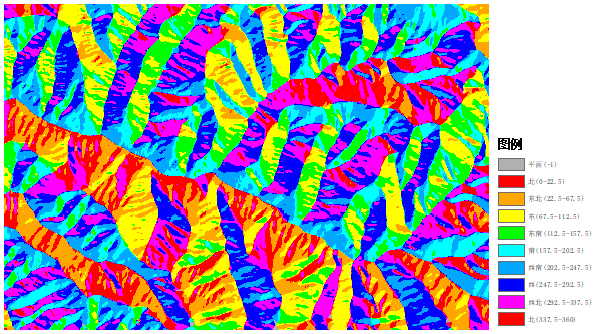 图例
平面(-1)
北(0-22.5)
东北(22.5-67.5)
东(67.5-112.5)
东南(112.5-157.5)
南(157.5-202.5)
西南(202.5-247.5)
西(247.5-292.5)
西北(292.5-337.5)
北(337.5-360)